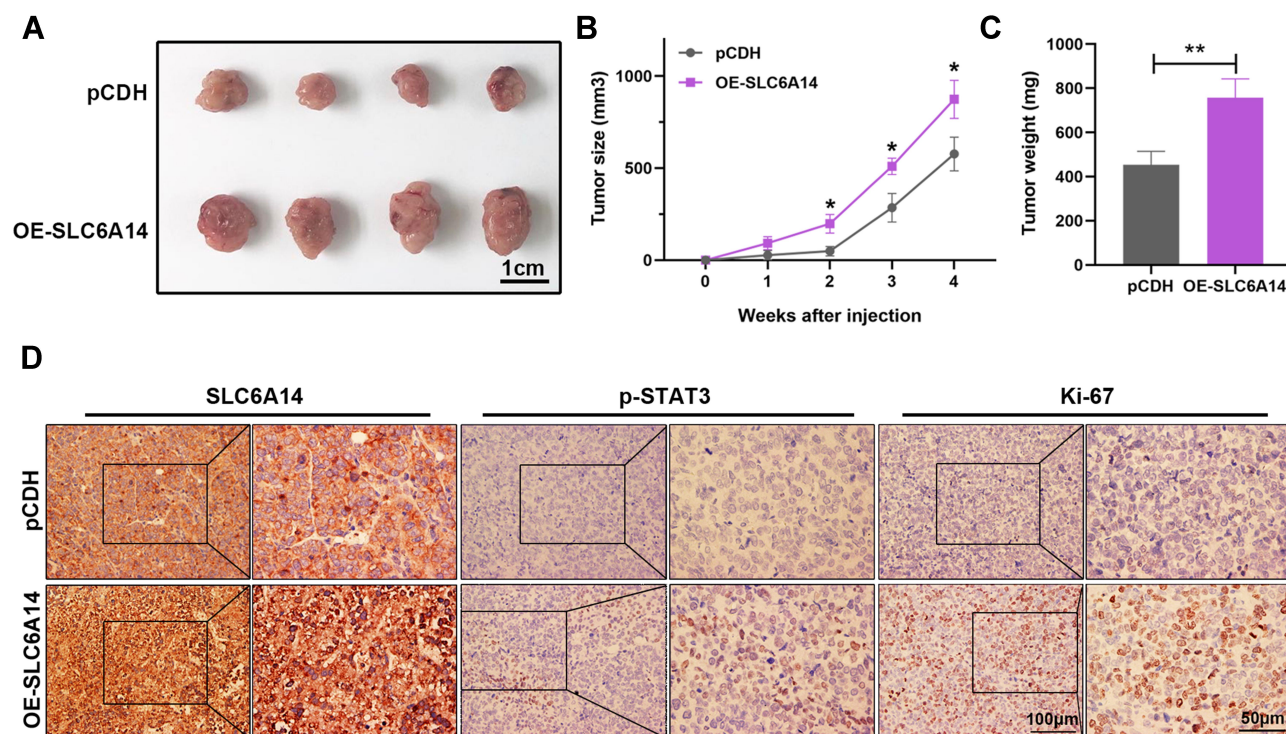 A
pCDH
OE-SLC6A14
1cm
B
pCDH
OE-SLC6A14
Tumor size (mm3)
1000
500
0
* * *
0 1 2 3 4
Weeks after injection
C
Tumor weight (mg)
1000
800
600
400
200
0
**
pCDH OE-SLC6A14
D
SLC6A14 p-STAT3 Ki-67
pCDH
OE-SLC6A14
100μm 50μm